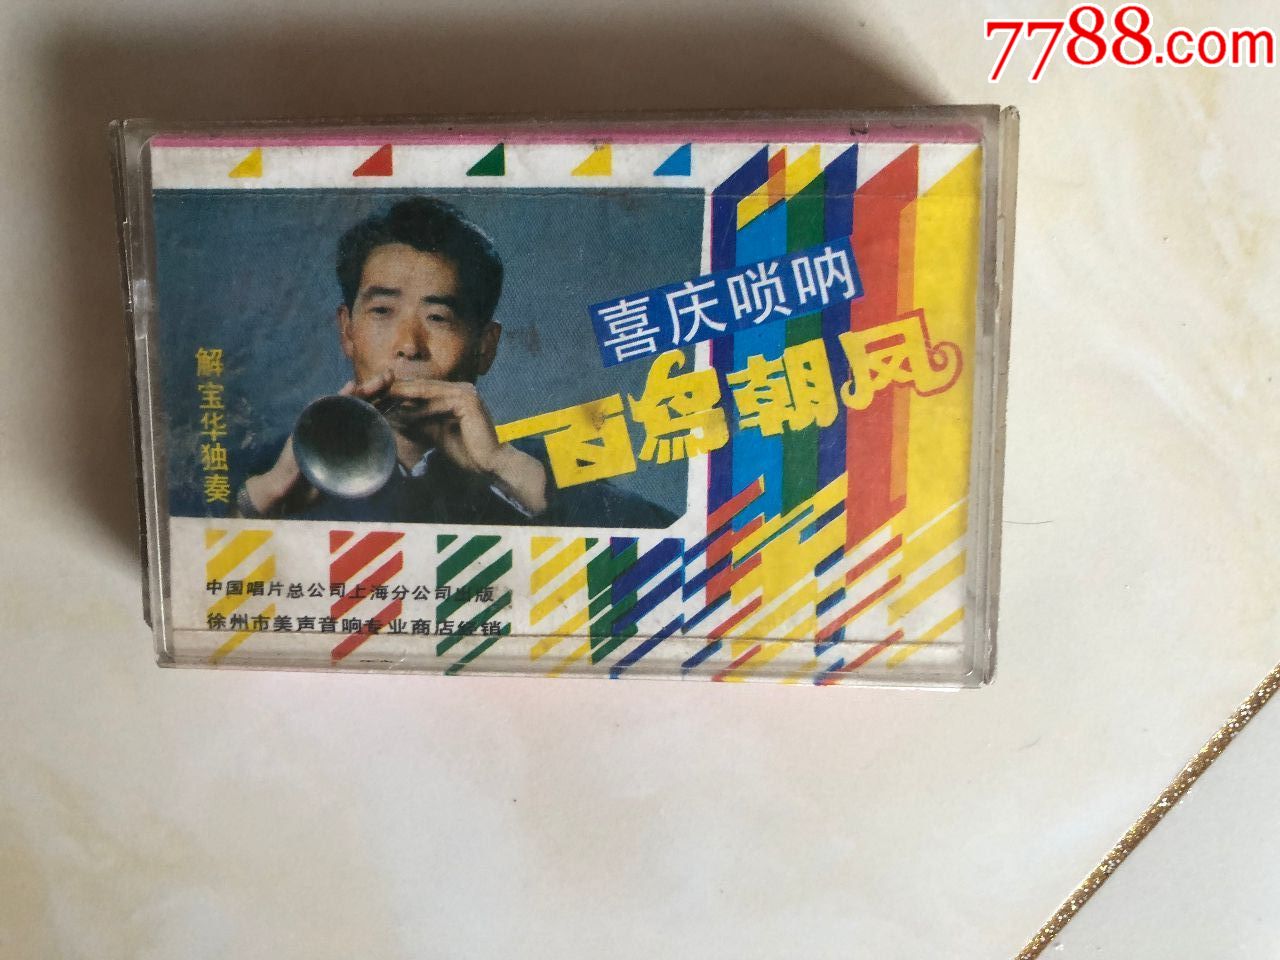 7788.com
喜庆唢呐
百鸟朝凤
解宝华独奏
中国唱片总公司上海分公司出版
徐州市美声音响专业商店经销